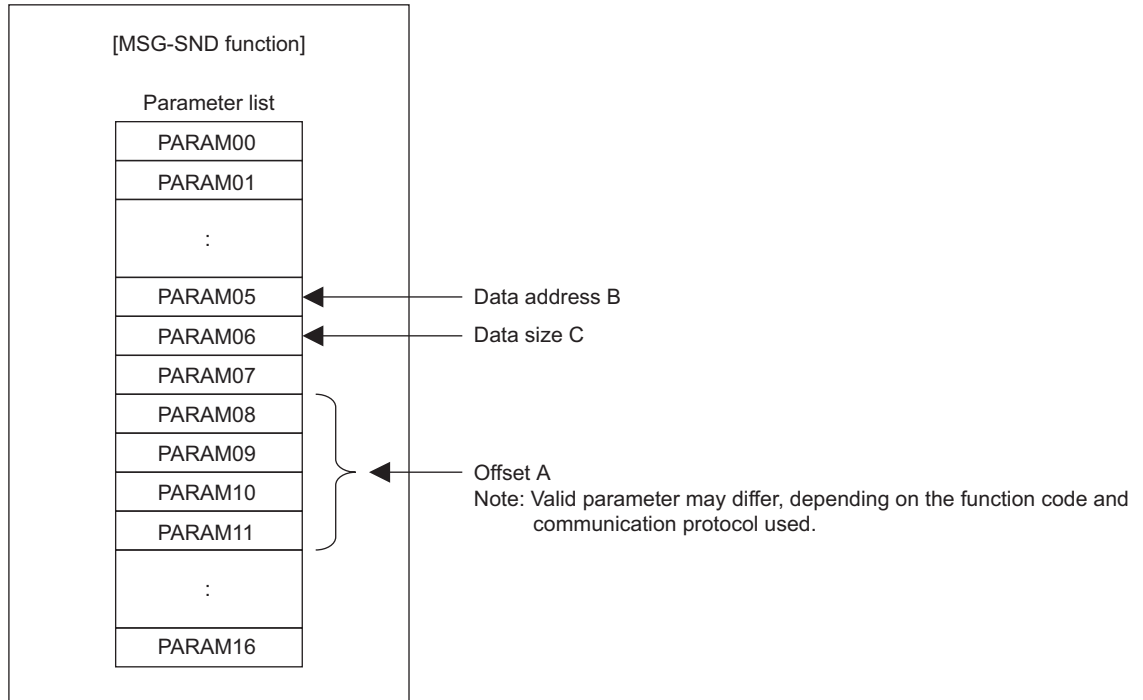 [MSG-SND function]
Parameter list
PARAM00
PARAM01
:
PARAM05
Data address B
PARAM06
Data size C
PARAM07
PARAM08
PARAM09
PARAM10
PARAM11
Offset A
Note: Valid parameter may differ, depending on the function code and
communication protocol used.
:
PARAM16